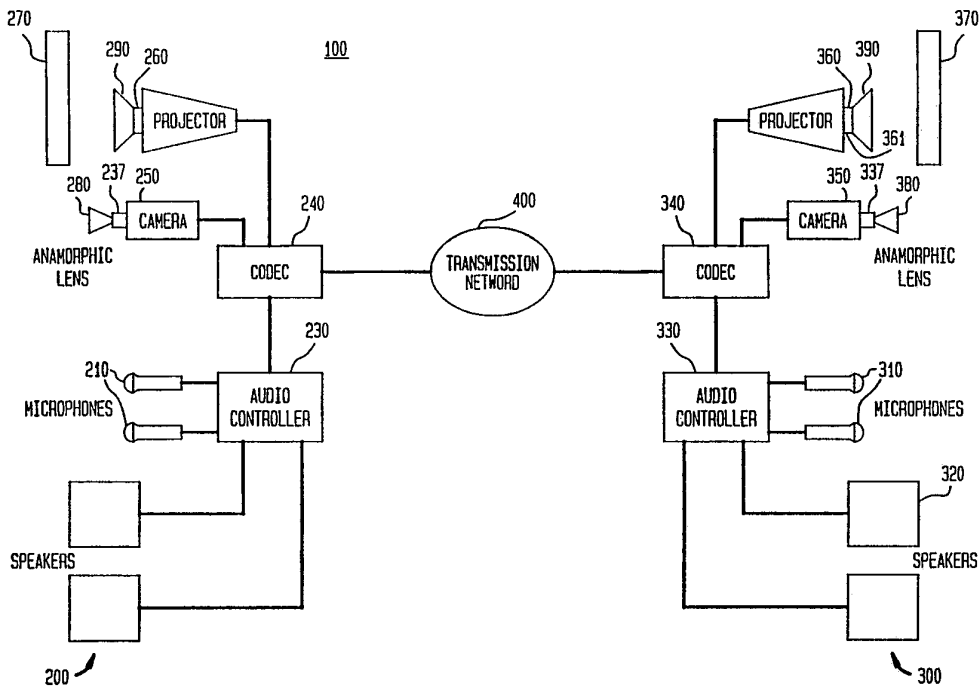 270
290
260
100
360
390
370
PROJECTOR
PROJECTOR
361
280
237
250
CAMERA
240
400
340
350
337
380
CAMERA
ANAMORPHIC
LENS
CODEC
TRANSMISSION
NETWORK
CODEC
ANAMORPHIC
LENS
230
330
210
MICROPHONES
AUDIO
CONTROLLER
AUDIO
CONTROLLER
310
MICROPHONES
320
SPEAKERS
SPEAKERS
200
300